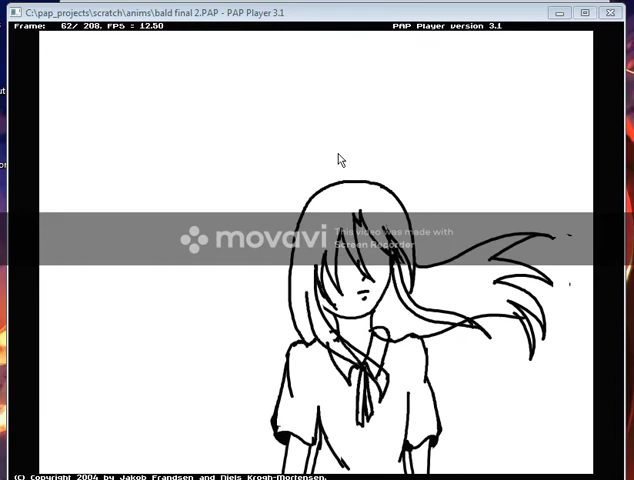 C:\pap_projects\scratch\anims\bald final 2.PAP - PAP Player 3.1
Frame: 62/ 208, FPS = 12.50 PAP Player version 3.1
movavi
This video was made with
Screen Recorder
(C) Copyright 2004 by Jakob Frandsen and Niels Krogh-Mortensen.